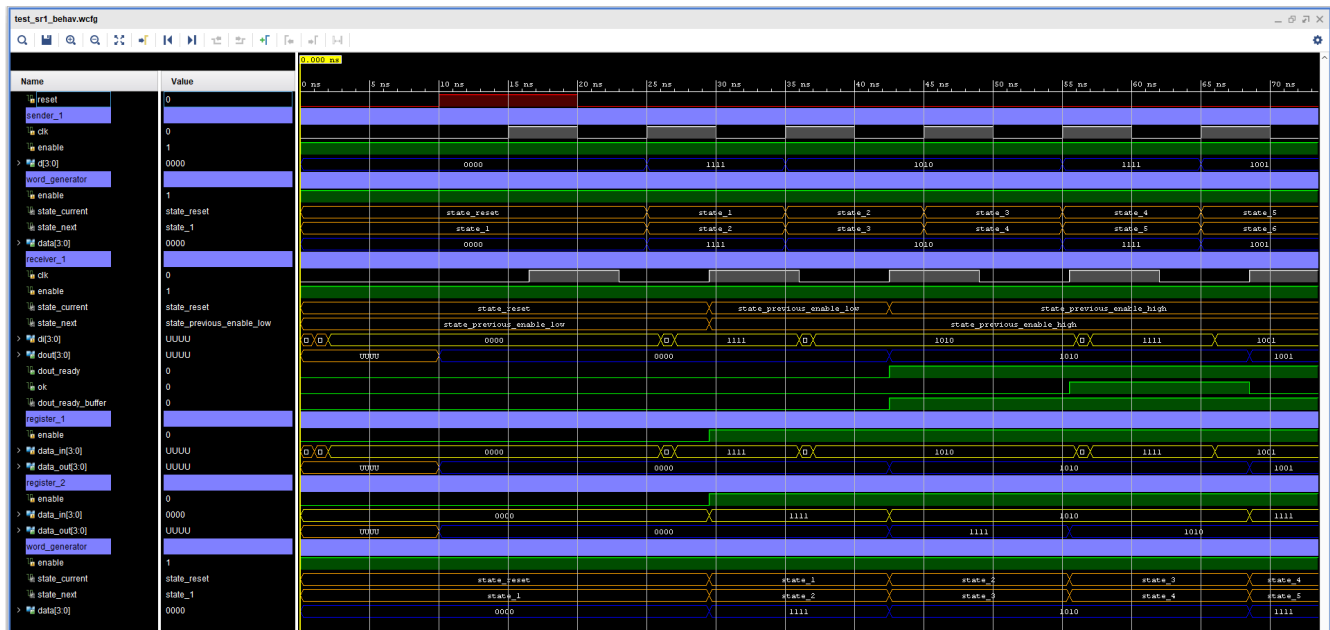 test_sr1_behav.wcfg
0.000 ns
Name Value 0 ns 5 ns 10 ns 15 ns 20 ns 25 ns 30 ns 35 ns 40 ns 45 ns 50 ns 55 ns 60 ns 65 ns 70 ns
reset 0
sender_1
clk 0
enable 1
d[3:0] 0000 0000 1111 1010 1111 1001
word_generator
enable 1
state_current state_reset state_reset state_1 state_2 state_3 state_4 state_5
state_next state_1 state_1 state_2 state_3 state_4 state_5 state_6
data[3:0] 0000 0000 1111 1010 1111 1001
receiver_1
clk 0
enable 1
state_current state_reset state_reset state_previous_enable_low state_previous_enable_high
state_next state_previous_enable_low state_previous_enable_low state_previous_enable_high
di[3:0] UUUU 0000 1111 1010 1111 1001
dout[3:0] UUUU UUUU 0000 1010 1001
dout_ready 0
ok 0
dout_ready_buffer 0
register_1
enable 0
data_in[3:0] UUUU 0000 1111 1010 1111 1001
data_out[3:0] UUUU UUUU 0000 1010 1001
register_2
enable 0
data_in[3:0] 0000 0000 1111 1010 1111
data_out[3:0] UUUU UUUU 0000 1111 1010
word_generator
enable 1
state_current state_reset state_reset state_1 state_2 state_3 state_4
state_next state_1 state_1 state_2 state_3 state_4 state_5
data[3:0] 0000 0000 1111 1010 1111